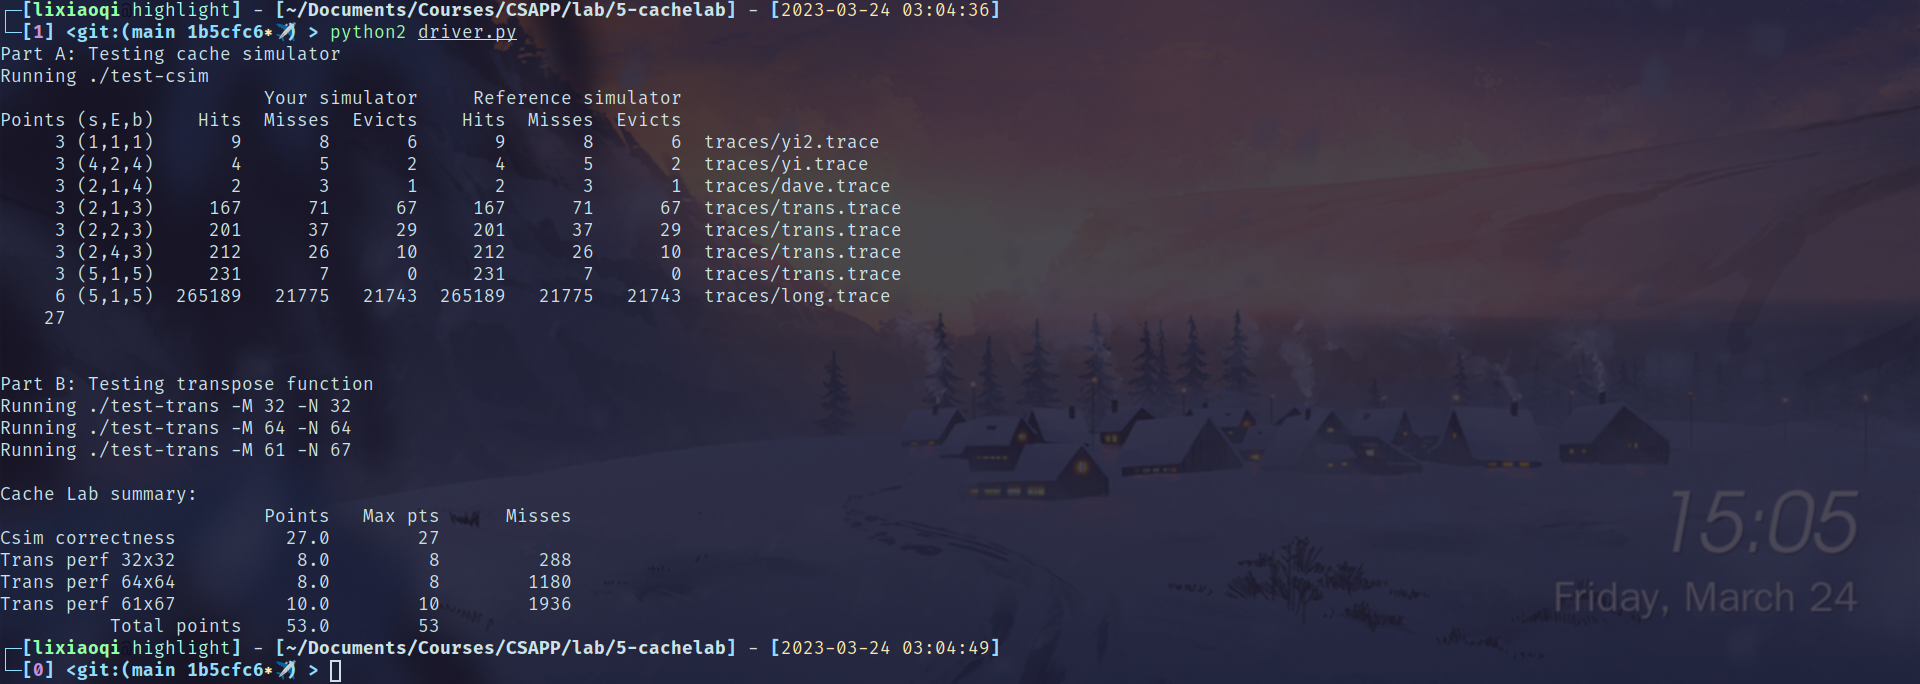 ┌─[lixiaoqi highlight] - [~/Documents/Courses/CSAPP/lab/5-cachelab] - [2023-03-24 03:04:36]
└─[1] <git:(main 1b5cfc6*✈) > python2 driver.py
Part A: Testing cache simulator
Running ./test-csim
                        Your simulator     Reference simulator
Points (s,E,b)    Hits  Misses  Evicts    Hits  Misses  Evicts
     3 (1,1,1)       9       8       6       9       8       6  traces/yi2.trace
     3 (4,2,4)       4       5       2       4       5       2  traces/yi.trace
     3 (2,1,4)       2       3       1       2       3       1  traces/dave.trace
     3 (2,1,3)     167      71      67     167      71      67  traces/trans.trace
     3 (2,2,3)     201      37      29     201      37      29  traces/trans.trace
     3 (2,4,3)     212      26      10     212      26      10  traces/trans.trace
     3 (5,1,5)     231       7       0     231       7       0  traces/trans.trace
     6 (5,1,5)  265189   21775   21743  265189   21775   21743  traces/long.trace
    27
Part B: Testing transpose function
Running ./test-trans -M 32 -N 32
Running ./test-trans -M 64 -N 64
Running ./test-trans -M 61 -N 67
Cache Lab summary:
                        Points   Max pts      Misses
Csim correctness          27.0        27
Trans perf 32x32           8.0         8         288
Trans perf 64x64           8.0         8        1180
Trans perf 61x67          10.0        10        1936
          Total points    53.0        53
┌─[lixiaoqi highlight] - [~/Documents/Courses/CSAPP/lab/5-cachelab] - [2023-03-24 03:04:49]
└─[0] <git:(main 1b5cfc6*✈) >
15:05
Friday, March 24